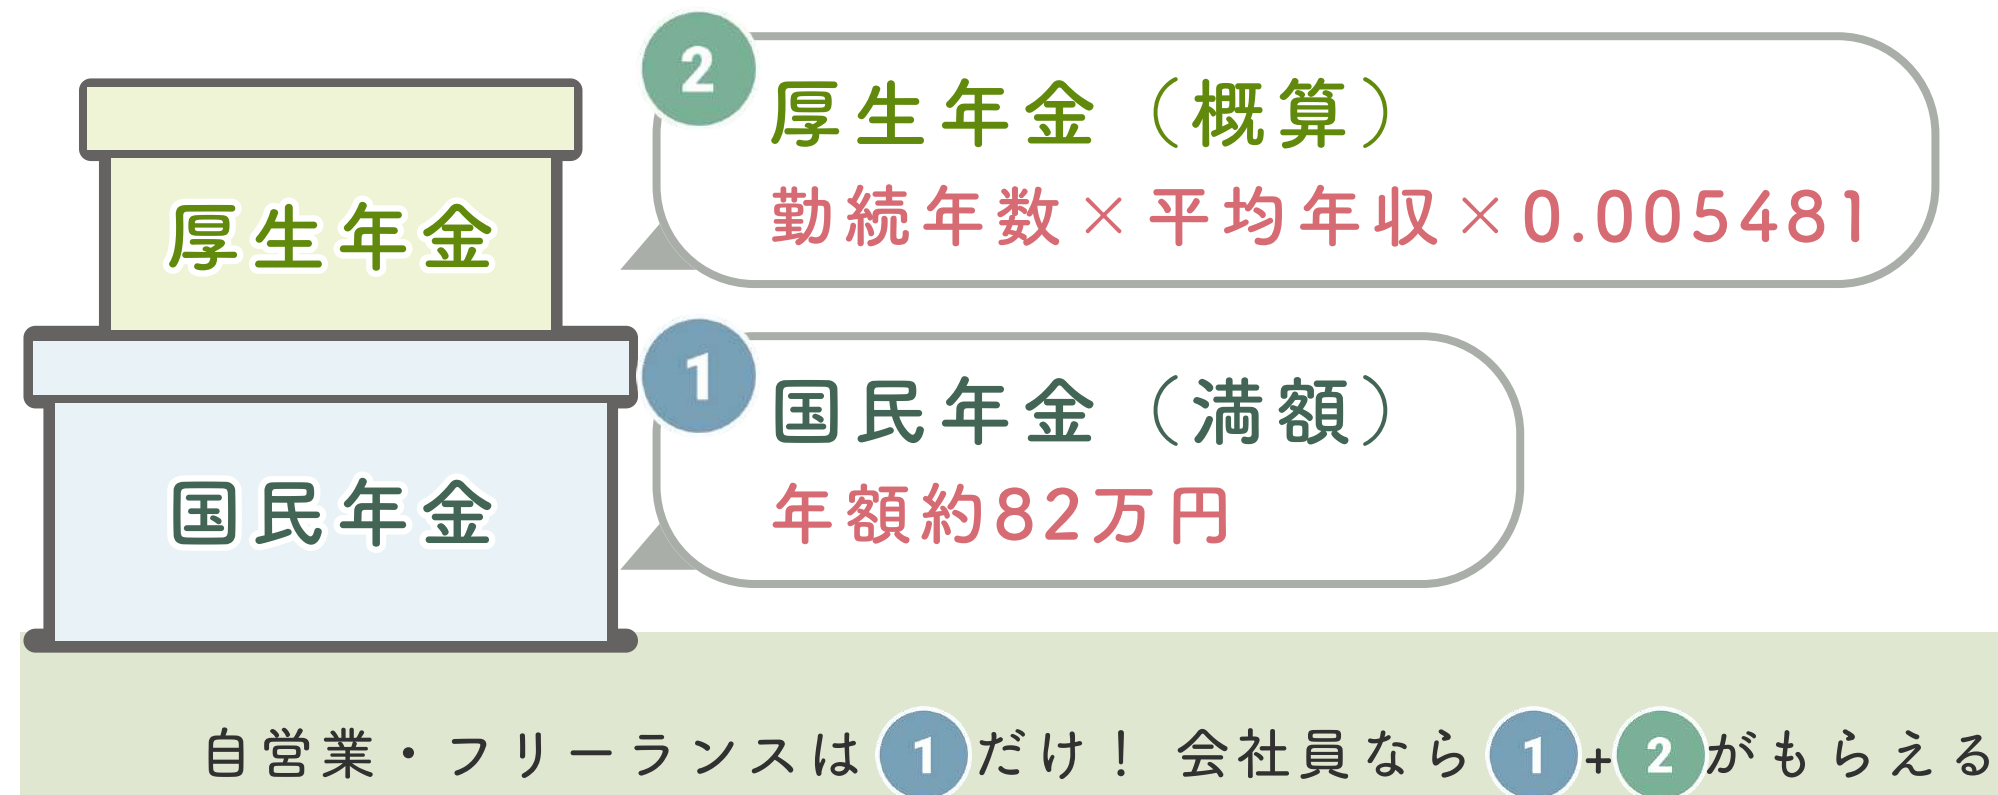 2
厚生年金（概算）
勤続年数×平均年収×0.005481
厚生年金
1
国民年金（満額）
年額約82万円
国民年金
自営業・フリーランスは1だけ！ 会社員なら1+2がもらえる